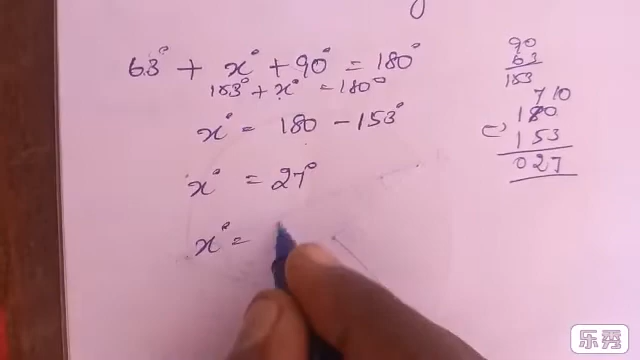 63° + x° + 90° = 180°
153° + x° = 180°
x° = 180 - 153°
x° = 27°
x° =
90
63
153
7 10
180
(-) 153
027
乐秀